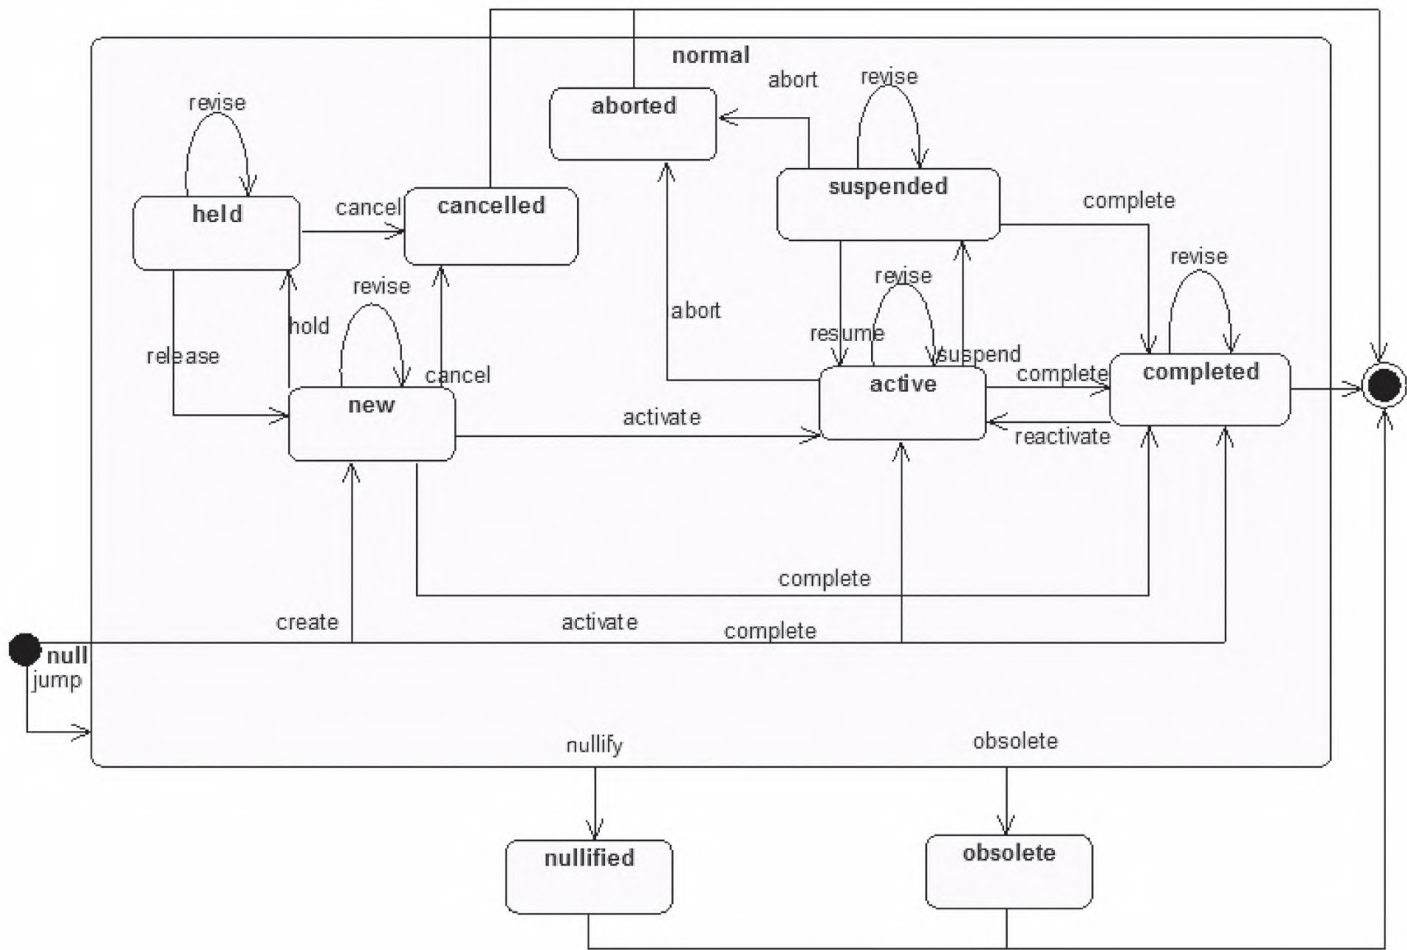 normal
revise
abort
aborted
revise
suspended
held
cancel
cancelled
complete
revise
revise
revise
hold
abort
resume
release
suspend
cancel
active
complete
completed
new
activate
reactivate
complete
create
activate
complete
null
jump
nullify
obsolete
nullified
obsolete